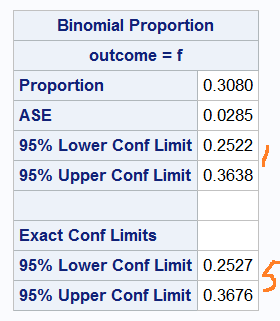 Binomial Proportion
outcome = f
Proportion 0.3080
ASE 0.0285
95% Lower Conf Limit 0.2522
95% Upper Conf Limit 0.3638
Exact Conf Limits
95% Lower Conf Limit 0.2527
95% Upper Conf Limit 0.3676